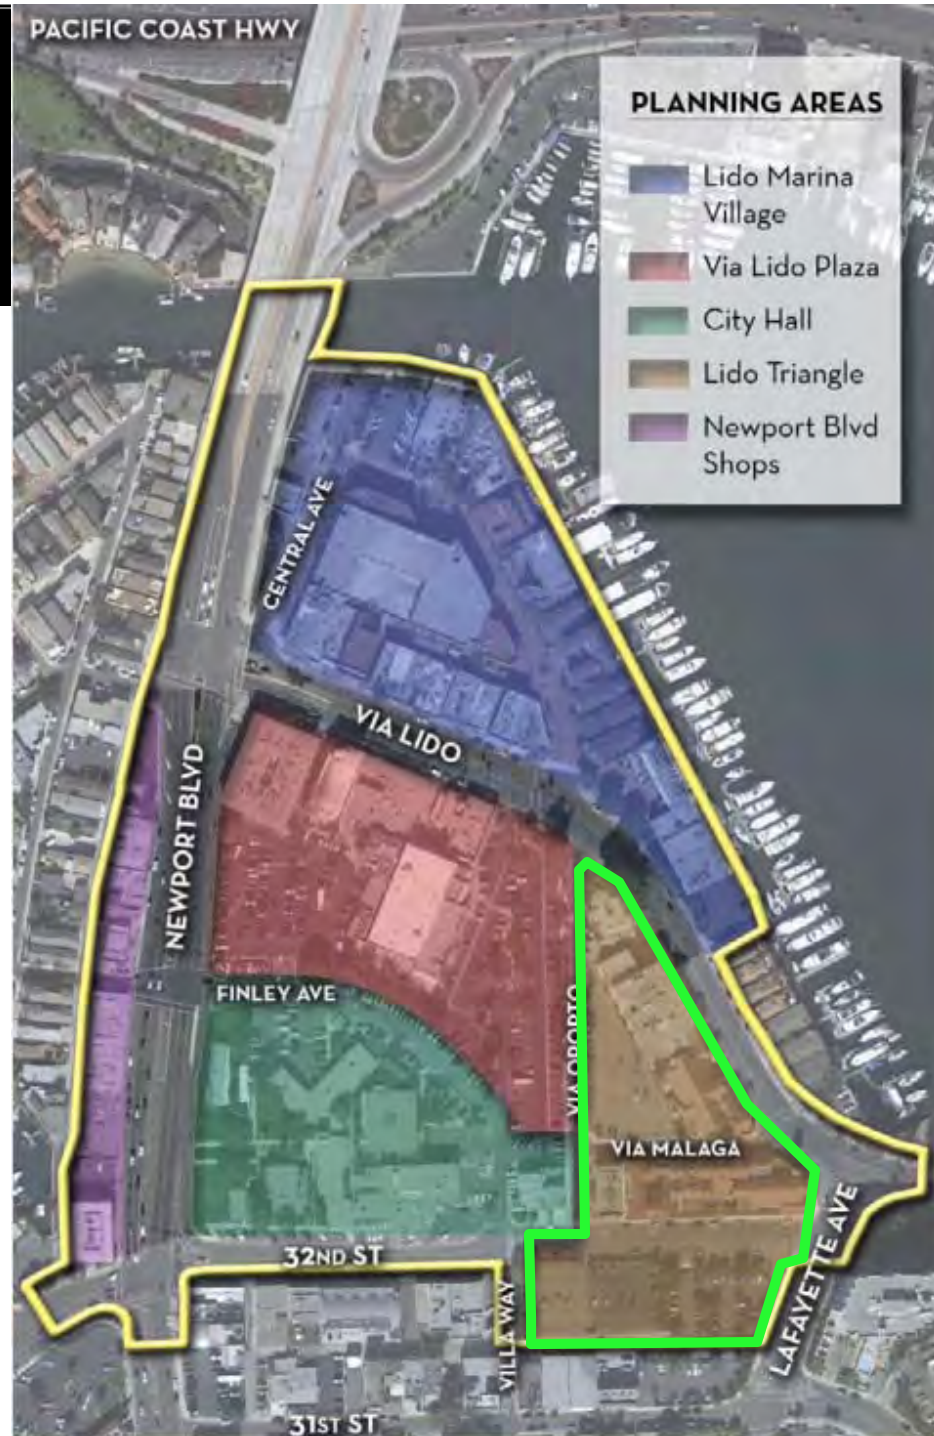 PACIFIC COAST HWY
PLANNING AREAS
Lido Marina
Village
Via Lido Plaza
City Hall
Lido Triangle
Newport Blvd
Shops
CENTRAL AVE
VIA LIDO
NEWPORT BLVD
FINLEY AVE
VIA OPORTO
VIA MALAGA
32ND ST
LAFAYETTE AVE
VILLA WAY
31ST ST